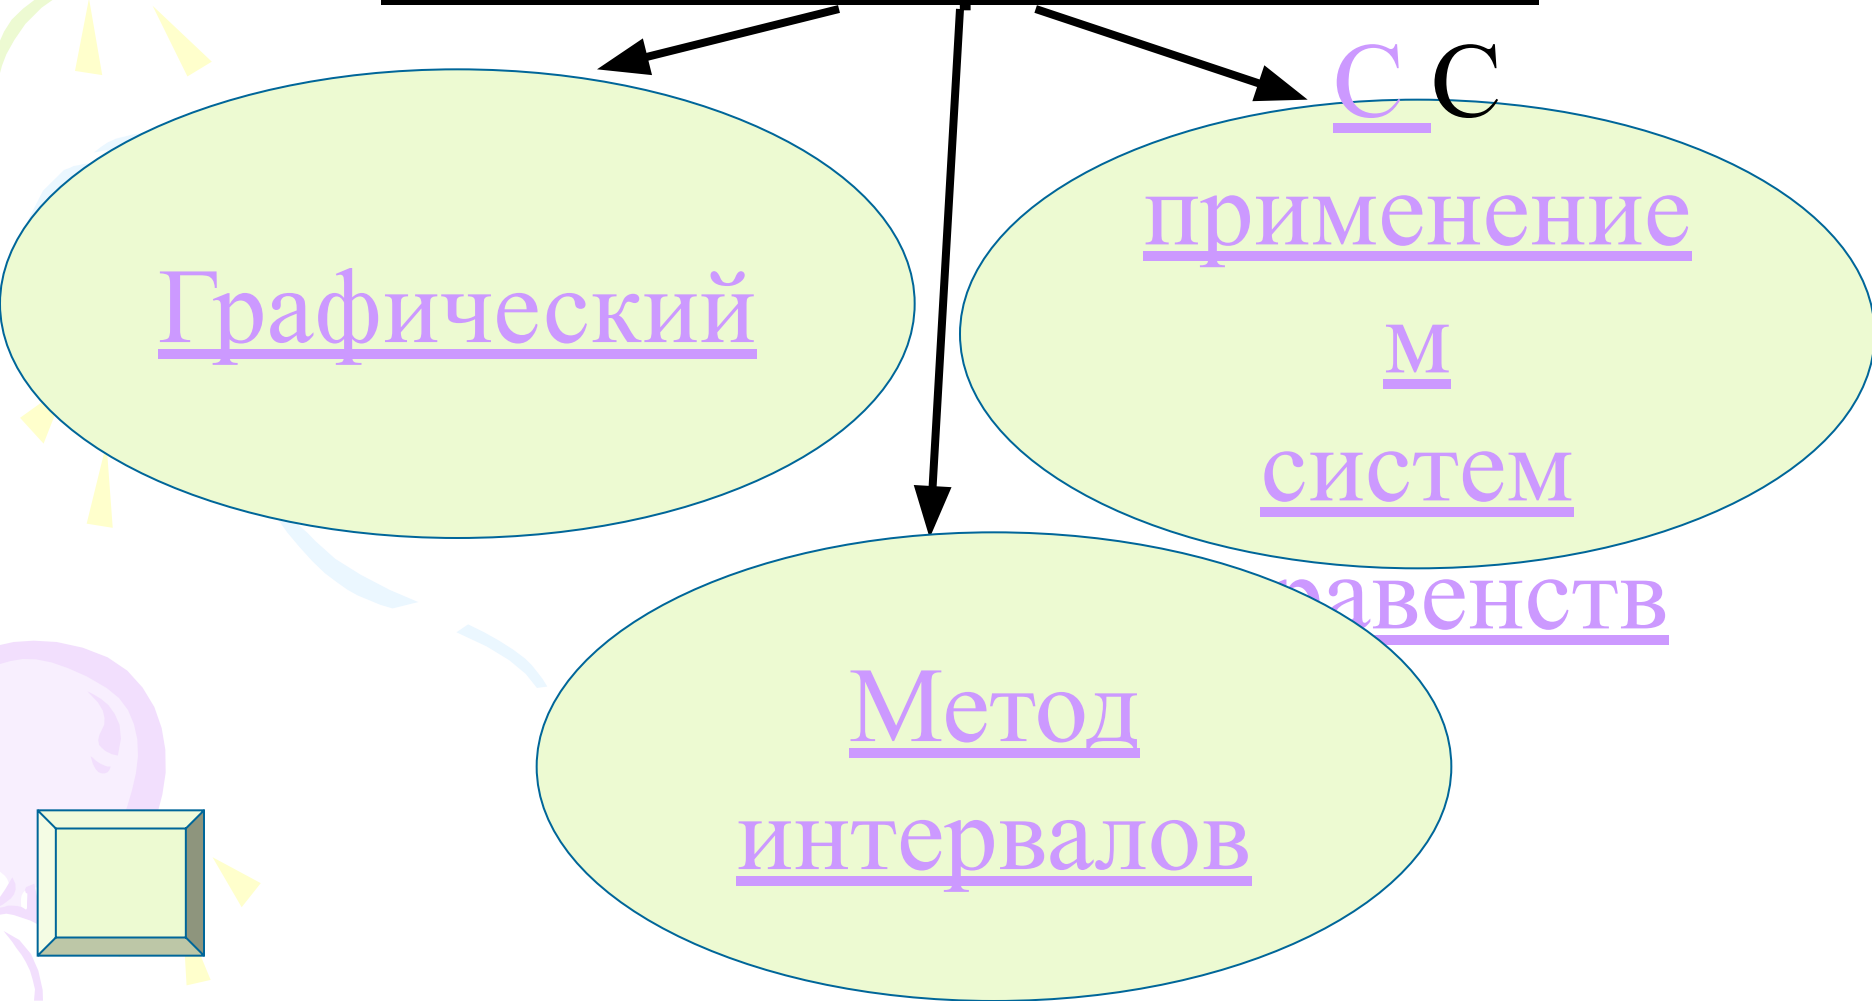 Графический
С С
применение
м
систем
равенств
Метод
интервалов